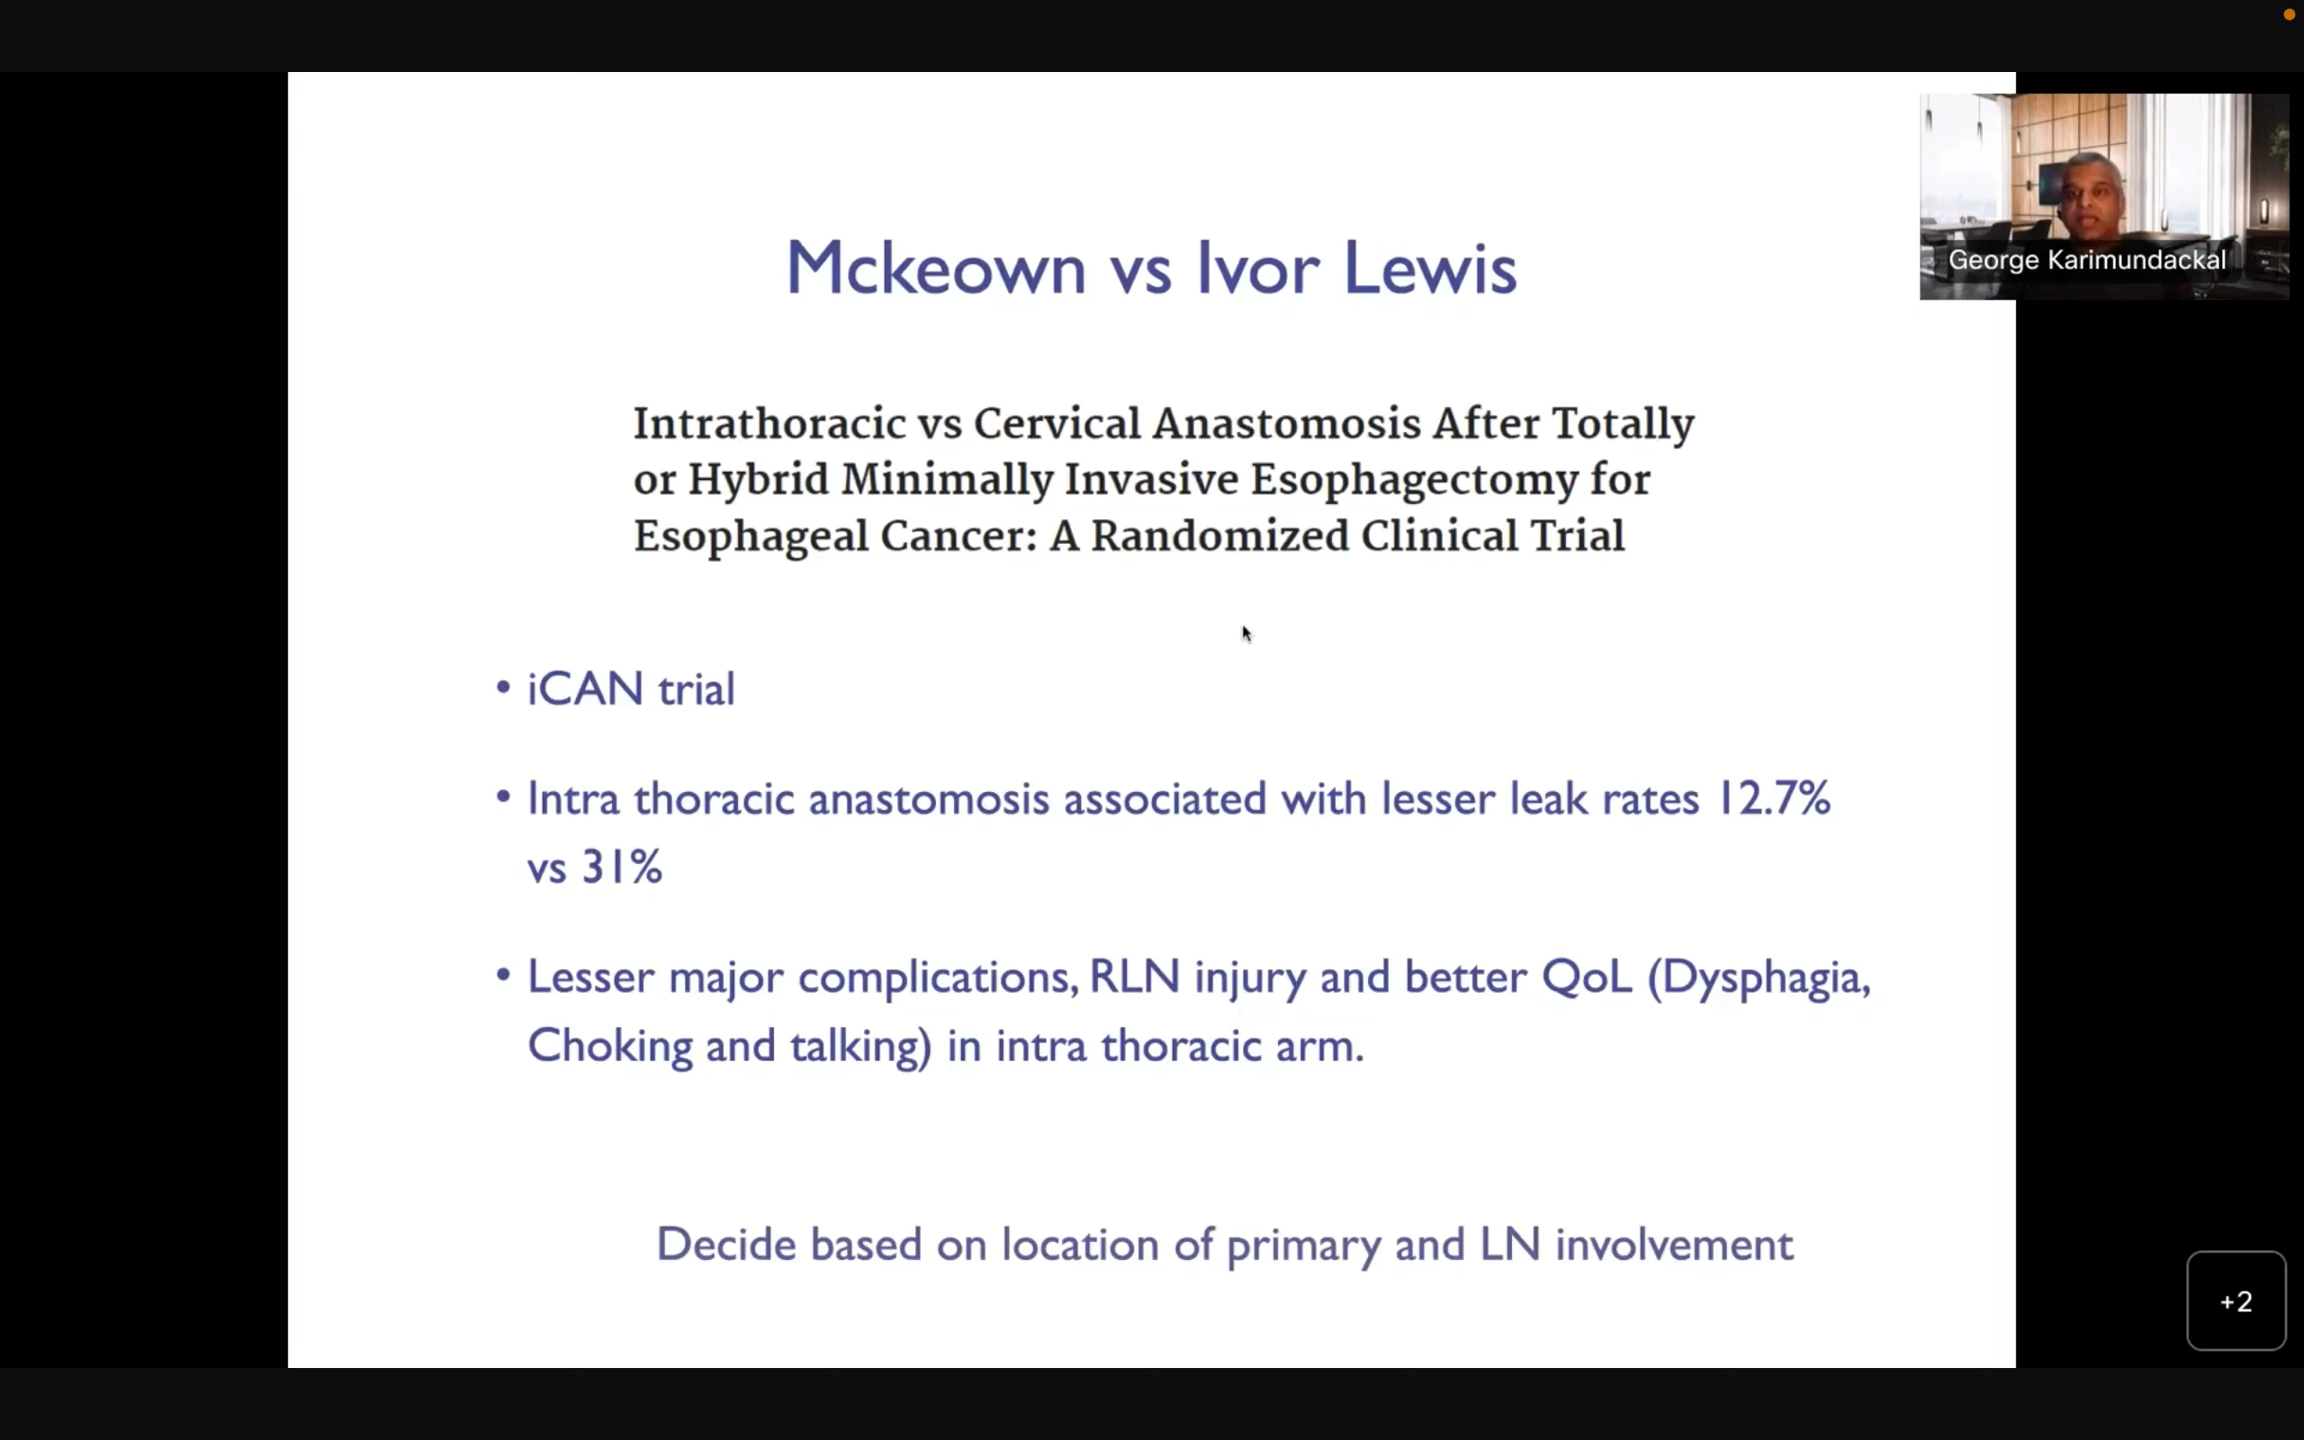 Mckeown vs Ivor Lewis
George Karimundackal
Intrathoracic vs Cervical Anastomosis After Totally
or Hybrid Minimally Invasive Esophagectomy for
Esophageal Cancer: A Randomized Clinical Trial
• iCAN trial
• Intra thoracic anastomosis associated with lesser leak rates 12.7%
vs 31%
• Lesser major complications, RLN injury and better QoL (Dysphagia,
Choking and talking) in intra thoracic arm.
Decide based on location of primary and LN involvement
+2